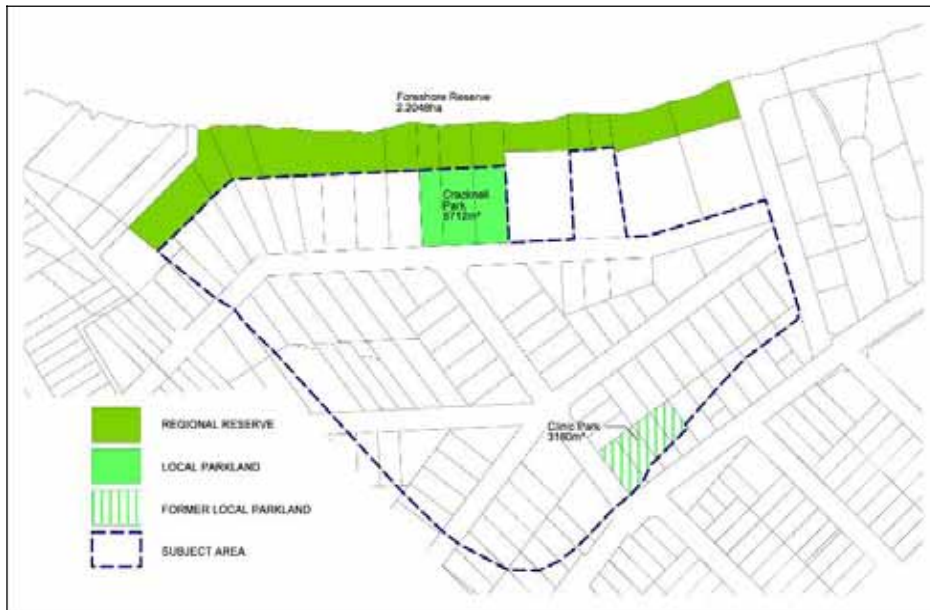 Foreshore Reserve
2.2048ha
Cracknell
Park
5712m²
Clinic Park
3180m²
REGIONAL RESERVE
LOCAL PARKLAND
FORMER LOCAL PARKLAND
SUBJECT AREA